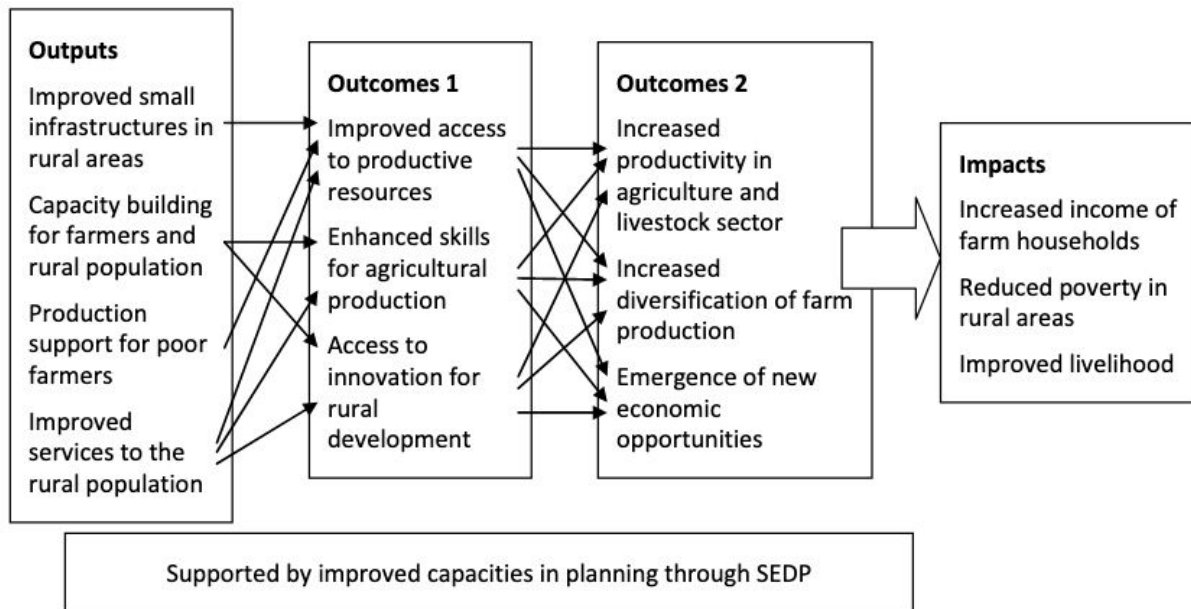 Outputs
Improved small
infrastructures in
rural areas
Capacity building
for farmers and
rural population
Production
support for poor
farmers
Improved
services to the
rural population
Outcomes 1
Improved access
to productive
resources
Enhanced skills
for agricultural
production
Access to
innovation for
rural
development
Outcomes 2
Increased
productivity in
agriculture and
livestock sector
Increased
diversification of farm
production
Emergence of new
economic
opportunities
Impacts
Increased income of
farm households
Reduced poverty in
rural areas
Improved livelihood
Supported by improved capacities in planning through SEDP